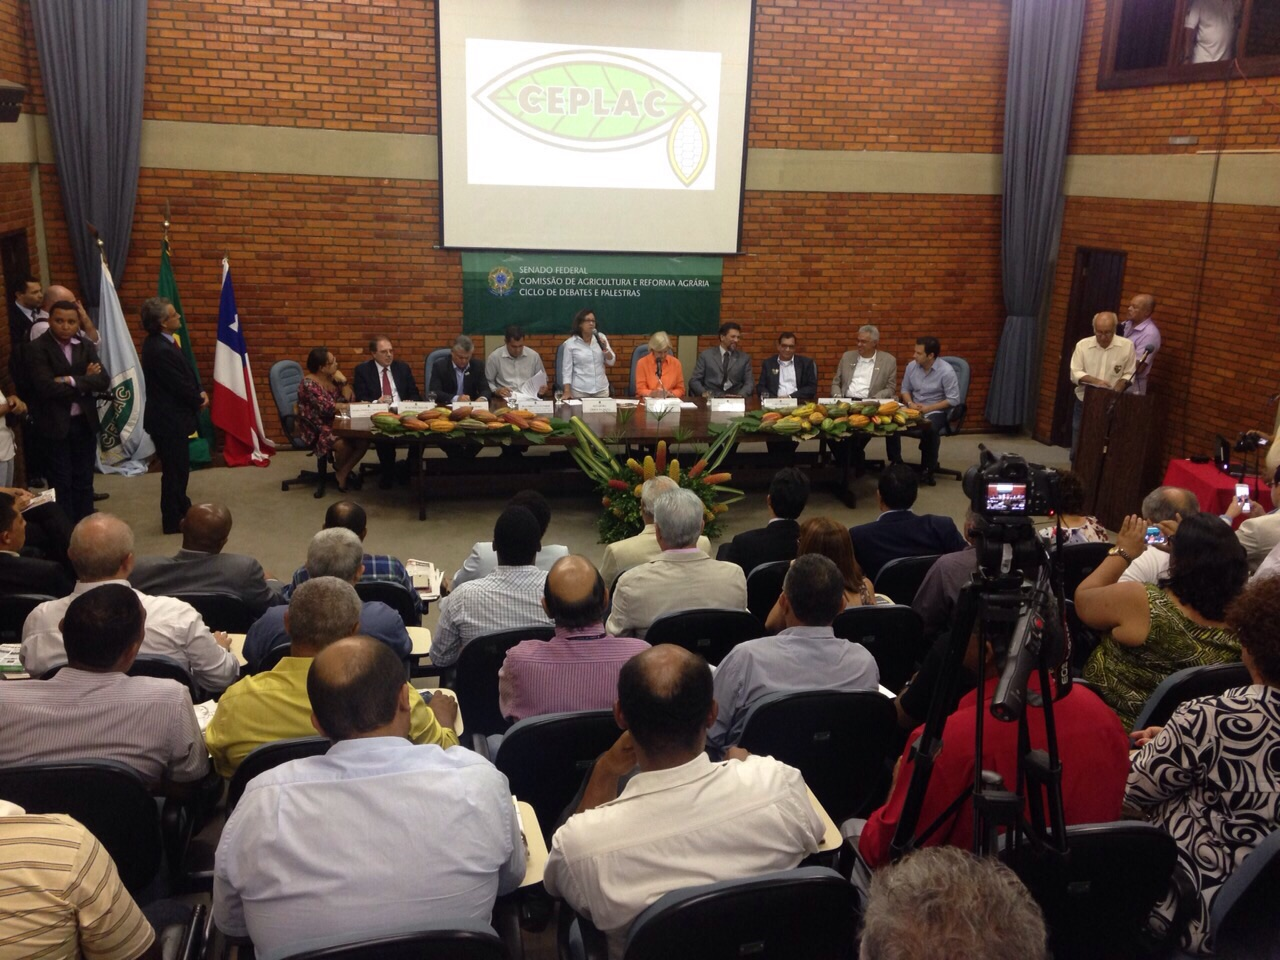 CEPLAC
SENADO FEDERAL
COMISSÃO DE AGRICULTURA E REFORMA AGRÁRIA
CICLO DE DEBATES E PALESTRAS